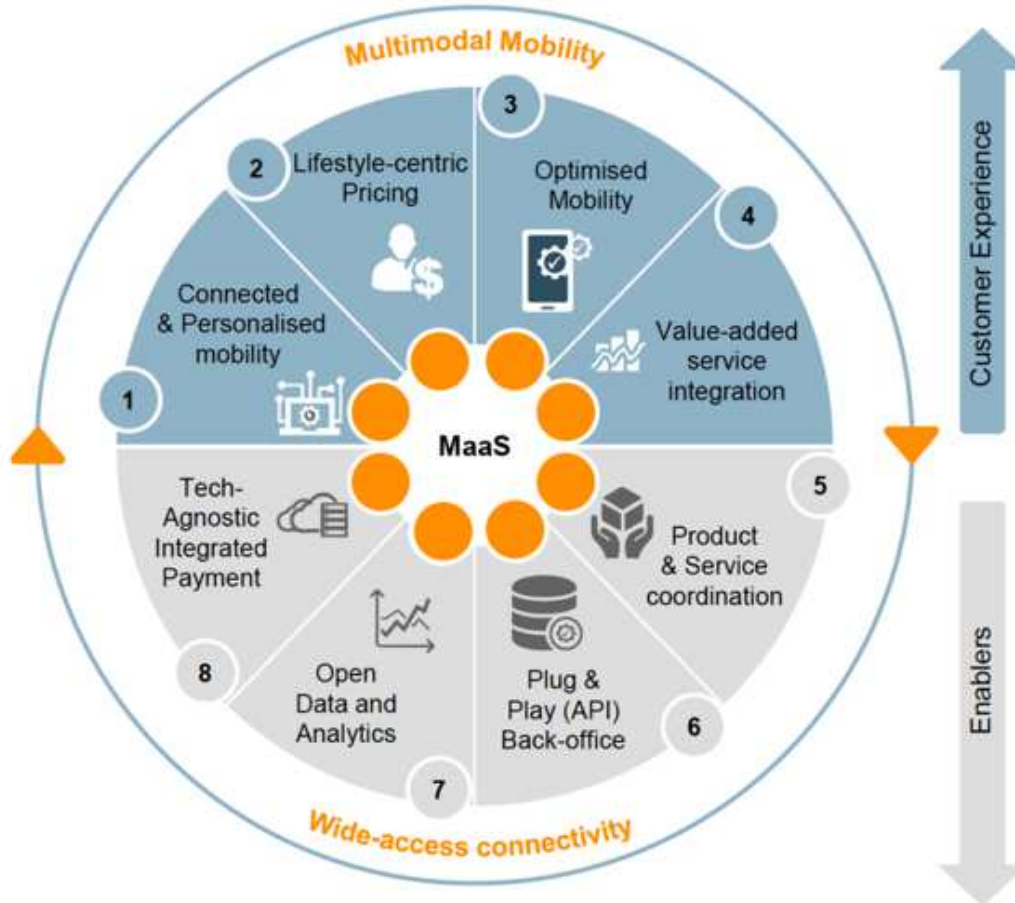 Multimodal Mobility
1
Connected
& Personalised
mobility
2
Lifestyle-centric
Pricing
$
3
Optimised
Mobility
4
Value-added
service
integration
MaaS
5
Product
& Service
coordination
6
Plug &
Play (API)
Back-office
7
Open
Data and
Analytics
8
Tech-
Agnostic
Integrated
Payment
Wide-access connectivity
Customer Experience
Enablers